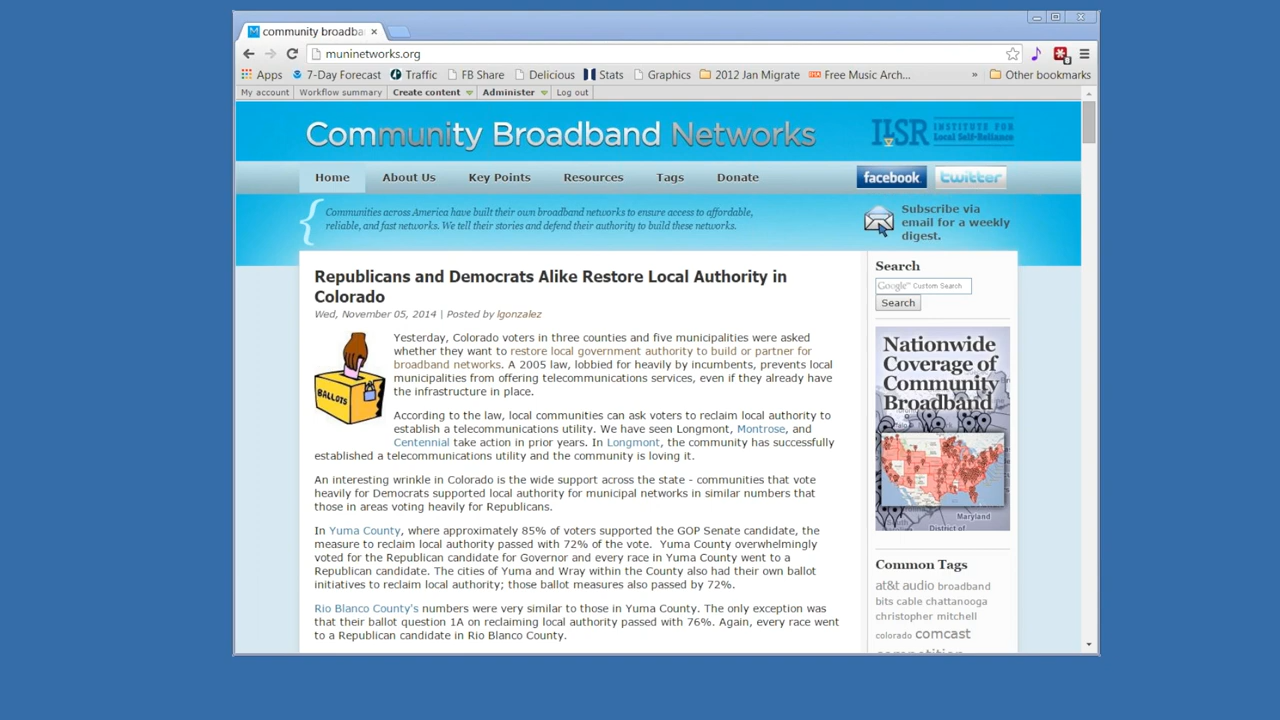 community broadba
muninetworks.org
Apps 7-Day Forecast Traffic FB Share Delicious Stats Graphics 2012 Jan Migrate Free Music Arch... » Other bookmarks
My account Workflow summary Create content Administer Log out
Community Broadband Networks
ILSR INSTITUTE FOR
Local Self-Reliance
Home About Us Key Points Resources Tags Donate
facebook twitter
Communities across America have built their own broadband networks to ensure access to affordable,
reliable, and fast networks. We tell their stories and defend their authority to build these networks.
Subscribe via
email for a weekly
digest.
Republicans and Democrats Alike Restore Local Authority in
Colorado
Wed, November 05, 2014 | Posted by lgonzalez
BALLOTS
Yesterday, Colorado voters in three counties and five municipalities were asked
whether they want to restore local government authority to build or partner for
broadband networks. A 2005 law, lobbied for heavily by incumbents, prevents local
municipalities from offering telecommunications services, even if they already have
the infrastructure in place.
According to the law, local communities can ask voters to reclaim local authority to
establish a telecommunications utility. We have seen Longmont, Montrose, and
Centennial take action in prior years. In Longmont, the community has successfully
established a telecommunications utility and the community is loving it.
An interesting wrinkle in Colorado is the wide support across the state - communities that vote
heavily for Democrats supported local authority for municipal networks in similar numbers that
those in areas voting heavily for Republicans.
In Yuma County, where approximately 85% of voters supported the GOP Senate candidate, the
measure to reclaim local authority passed with 72% of the vote. Yuma County overwhelmingly
voted for the Republican candidate for Governor and every race in Yuma County went to a
Republican candidate. The cities of Yuma and Wray within the County also had their own ballot
initiatives to reclaim local authority; those ballot measures also passed by 72%.
Rio Blanco County's numbers were very similar to those in Yuma County. The only exception was
that their ballot question 1A on reclaiming local authority passed with 76%. Again, every race went
to a Republican candidate in Rio Blanco County.
Search
Google™ Custom Search
Search
Nationwide
Coverage of
Community
Broadband
Maryland
District of
Common Tags
at&t audio broadband
bits cable chattanooga
christopher mitchell
colorado comcast
competition